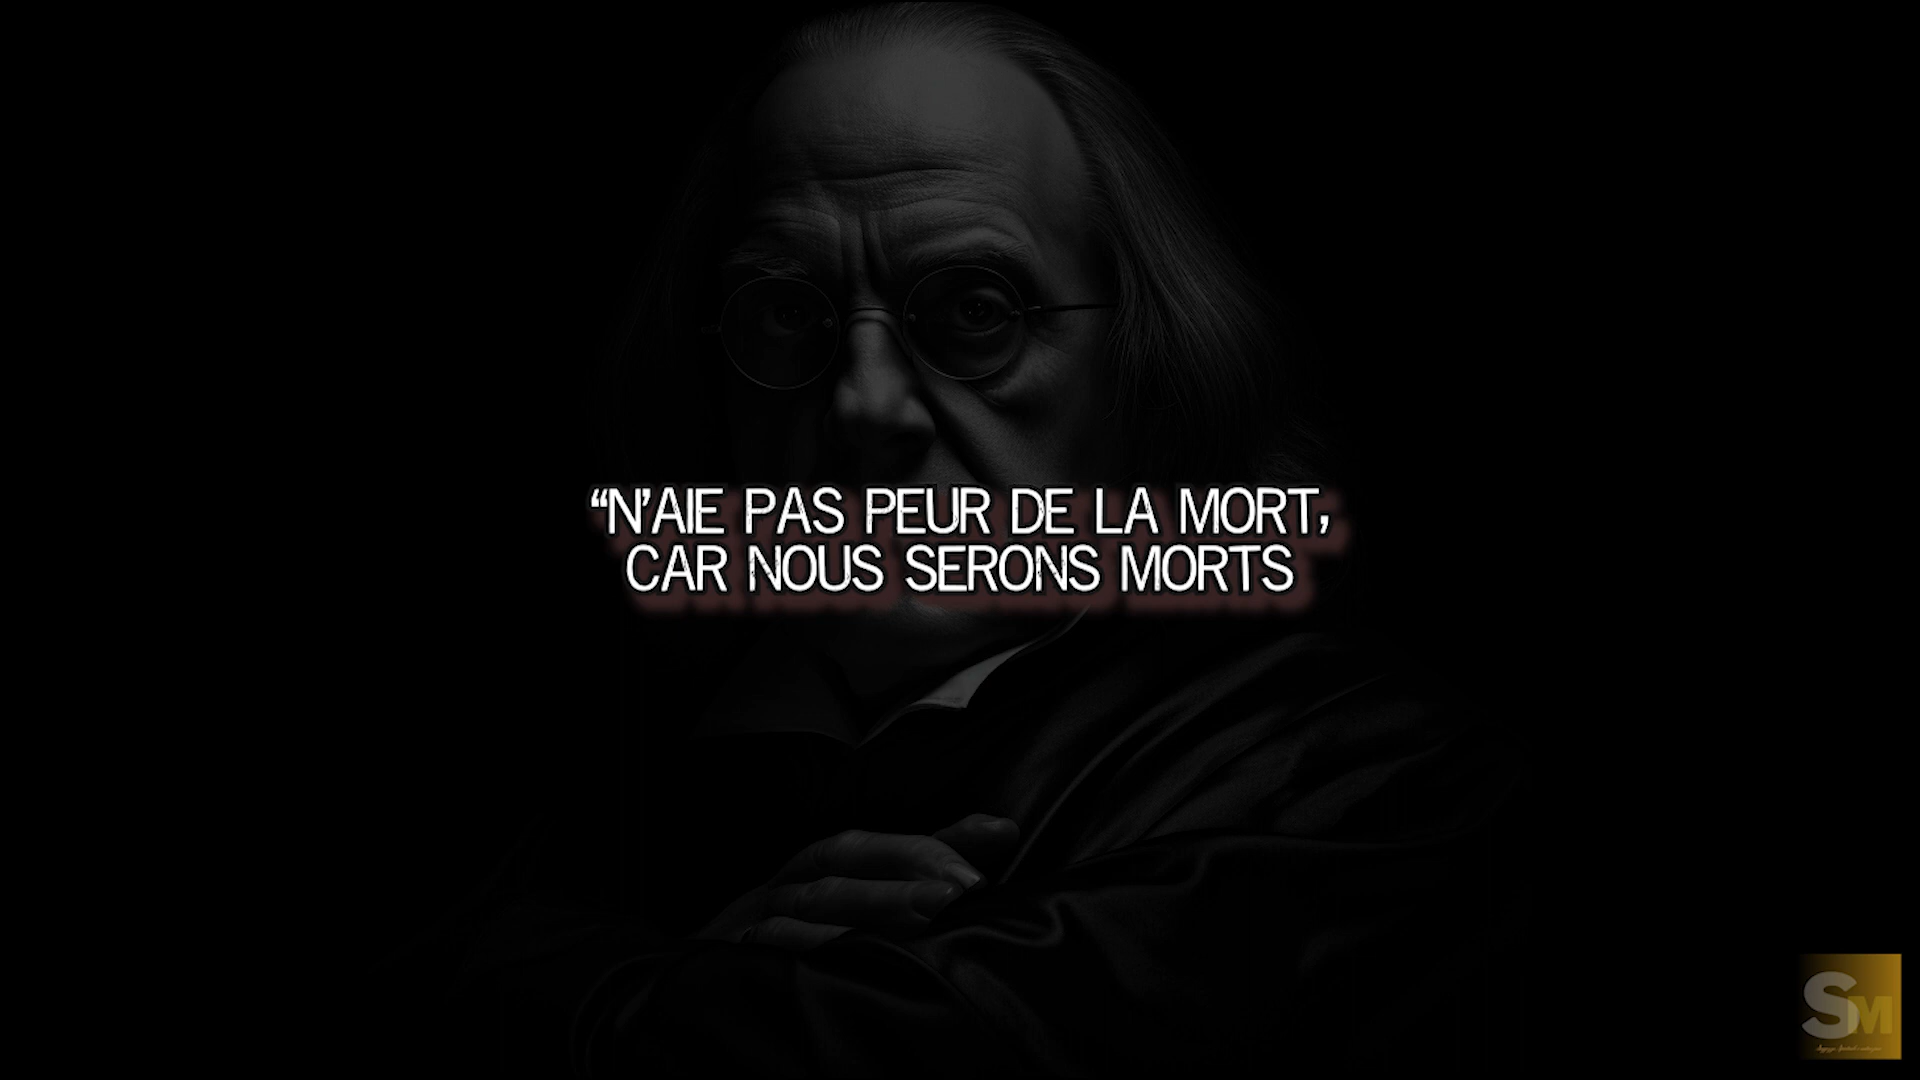 “N’AIE PAS PEUR DE LA MORT,
CAR NOUS SERONS MORTS
SM